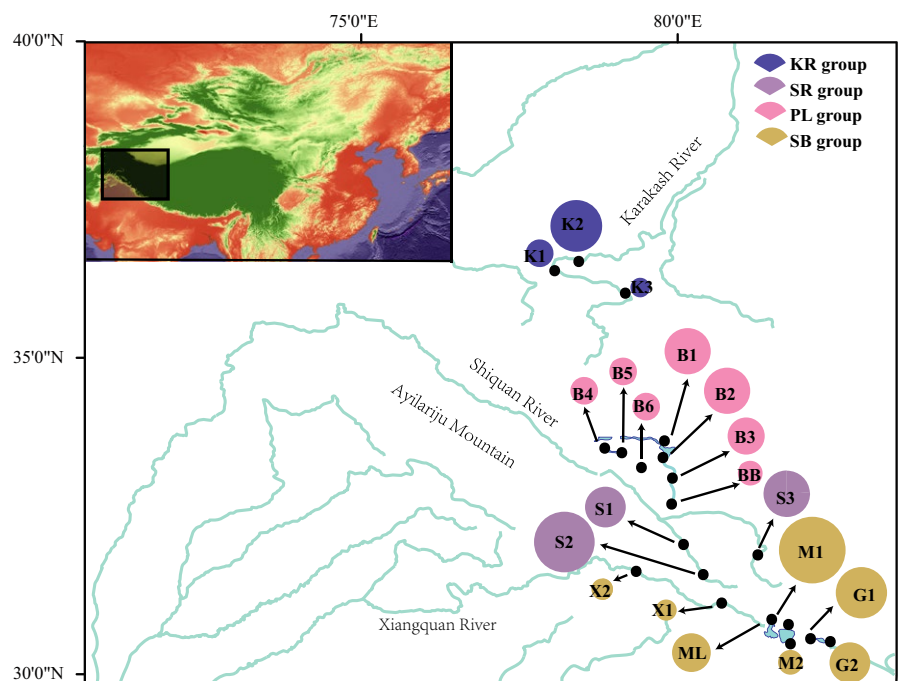 75'0"E
80'0"E
40'0"N
KR group
SR group
PL group
SB group
Karakash River
K2
K1
K3
35'0"N
B1
B5
B4
B2
B6
B3
BB
Shiquan River
Ayilariju Mountain
S3
S1
S2
M1
X2
G1
X1
Xiangquan River
ML
M2
G2
30'0"N